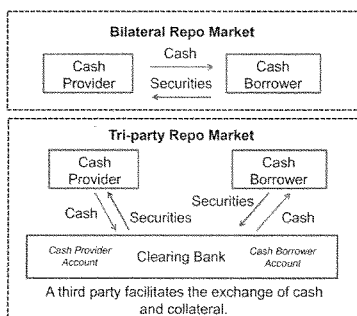 Bilateral Repo Market
Cash
Provider
Cash
Securities
Cash
Borrower
Tri-party Repo Market
Cash
Provider
Cash
Borrower
Cash
Securities
Securities
Cash
Cash Provider
Account
Clearing Bank
Cash Borrower
Account
A third party facilitates the exchange of cash
and collateral.